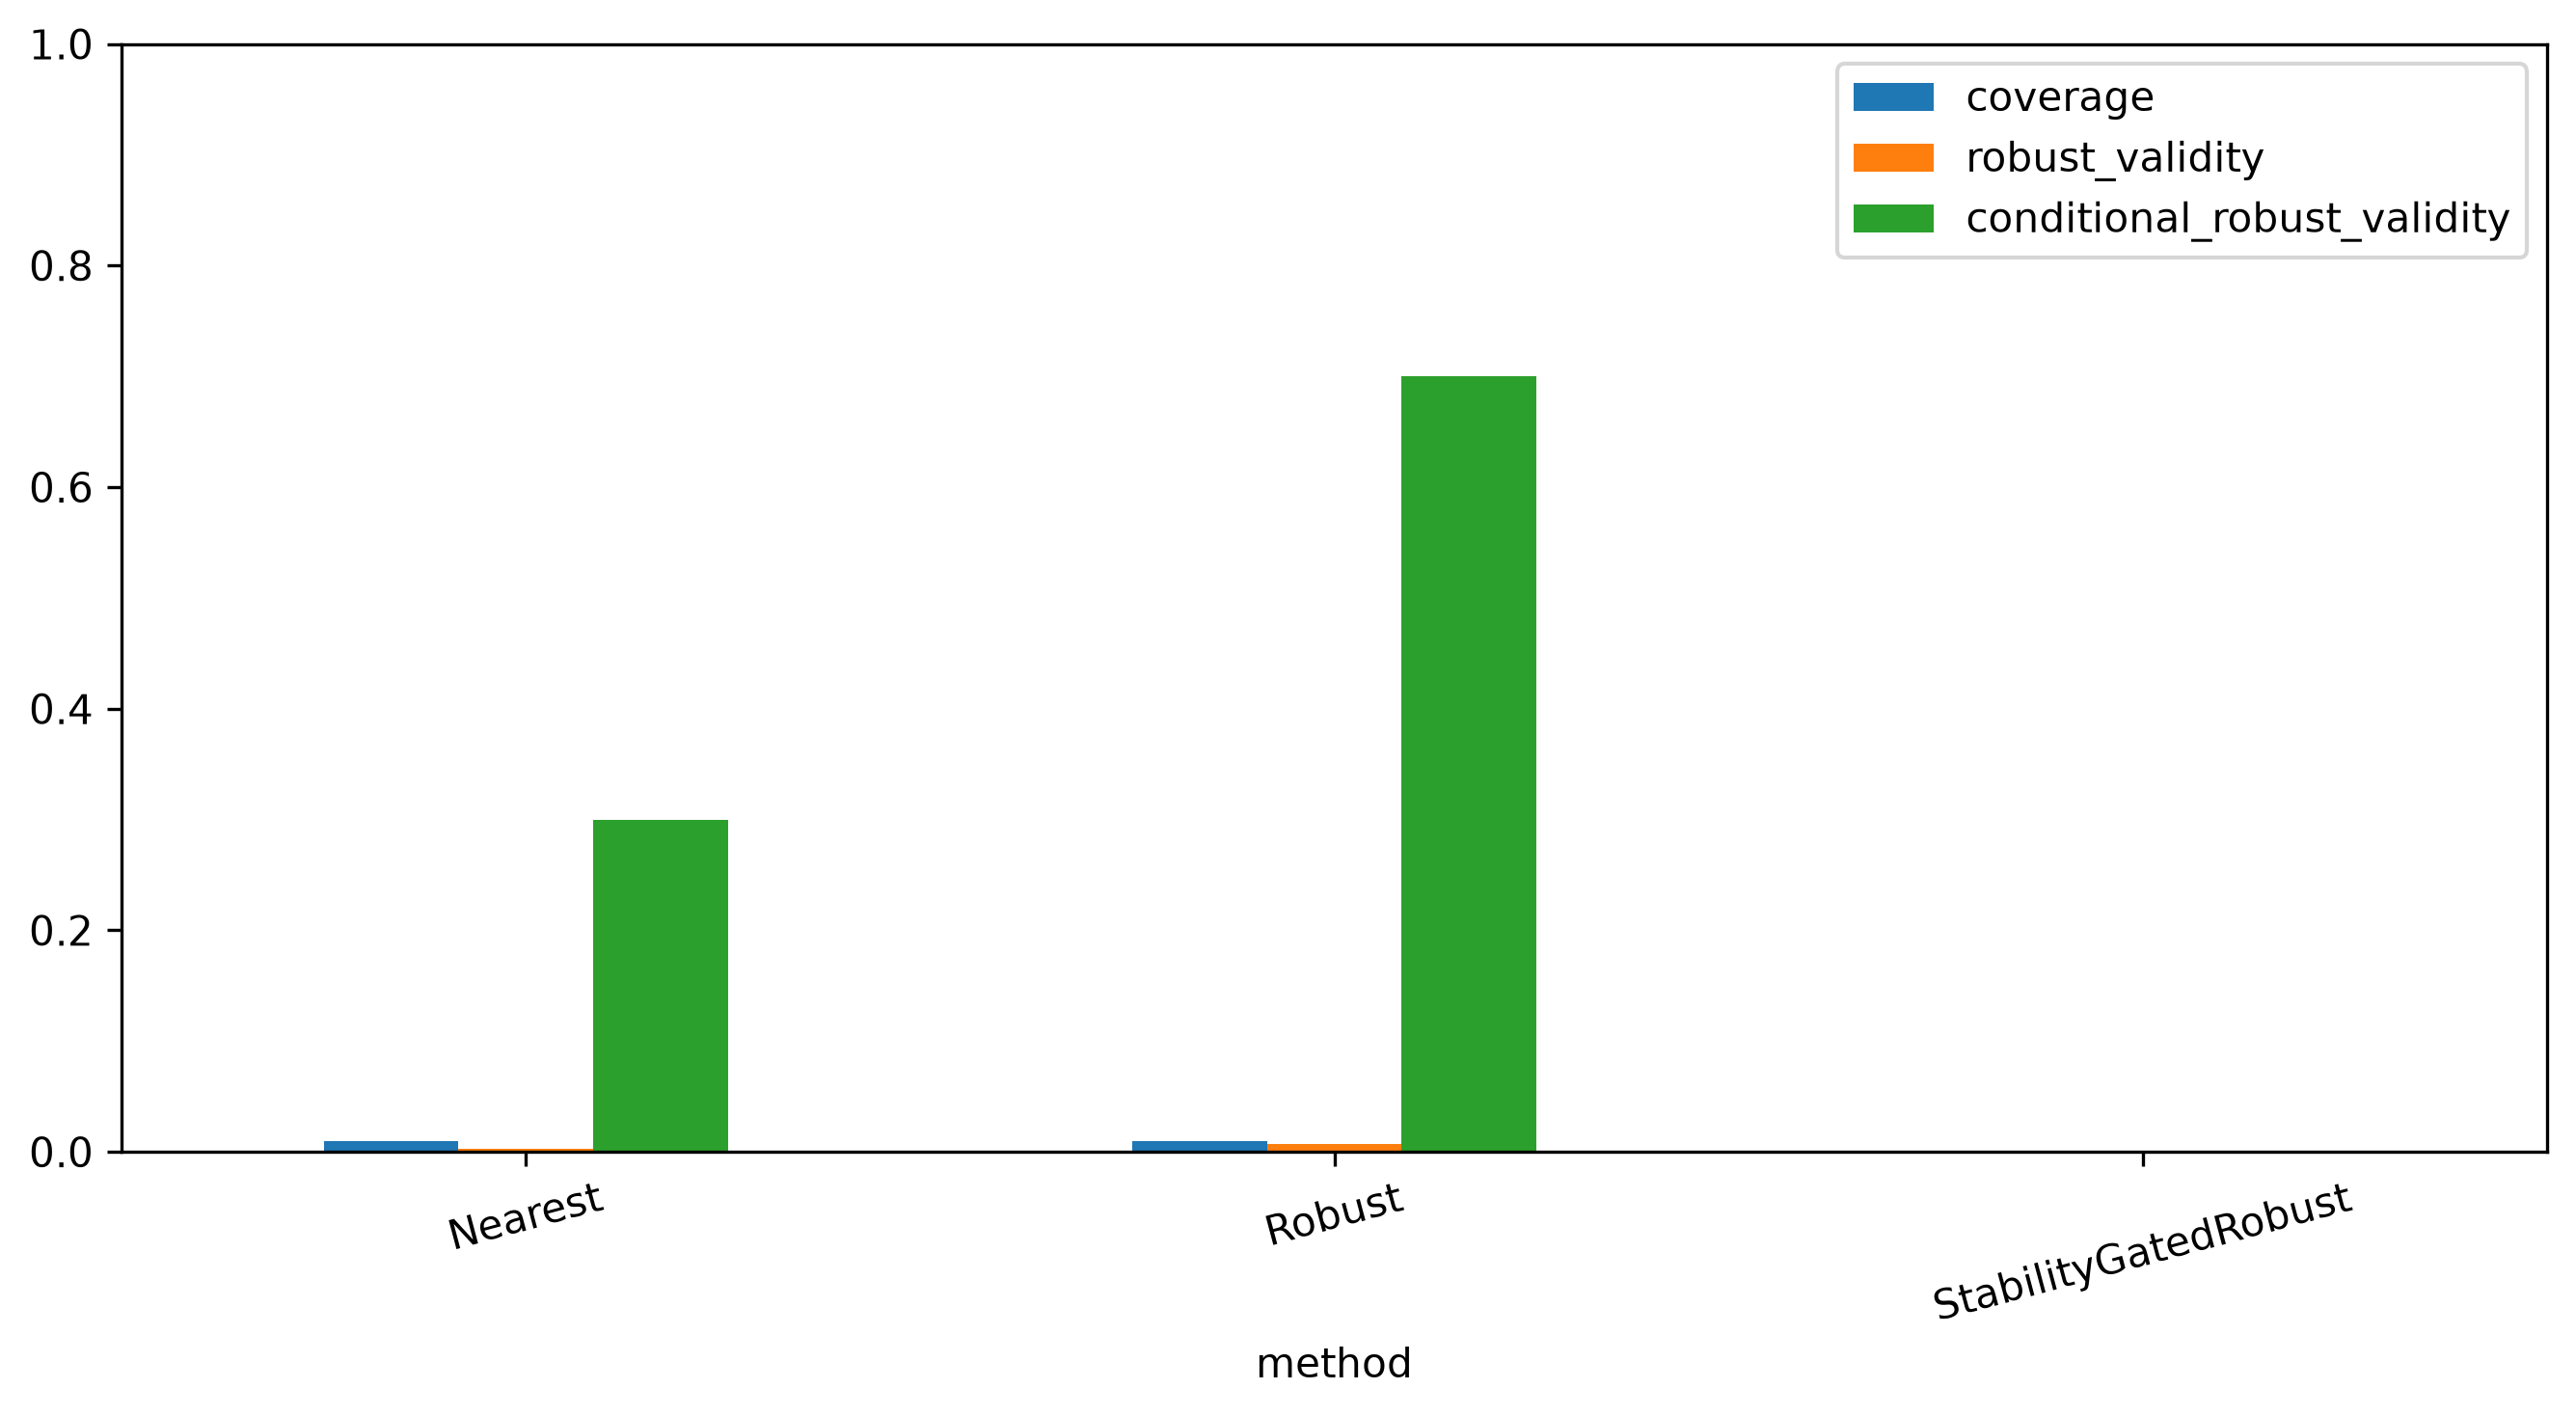 1.0
0.8
0.6
0.4
0.2
0.0
coverage
robust_validity
conditional_robust_validity
Nearest
Robust
StabilityGatedRobust
method